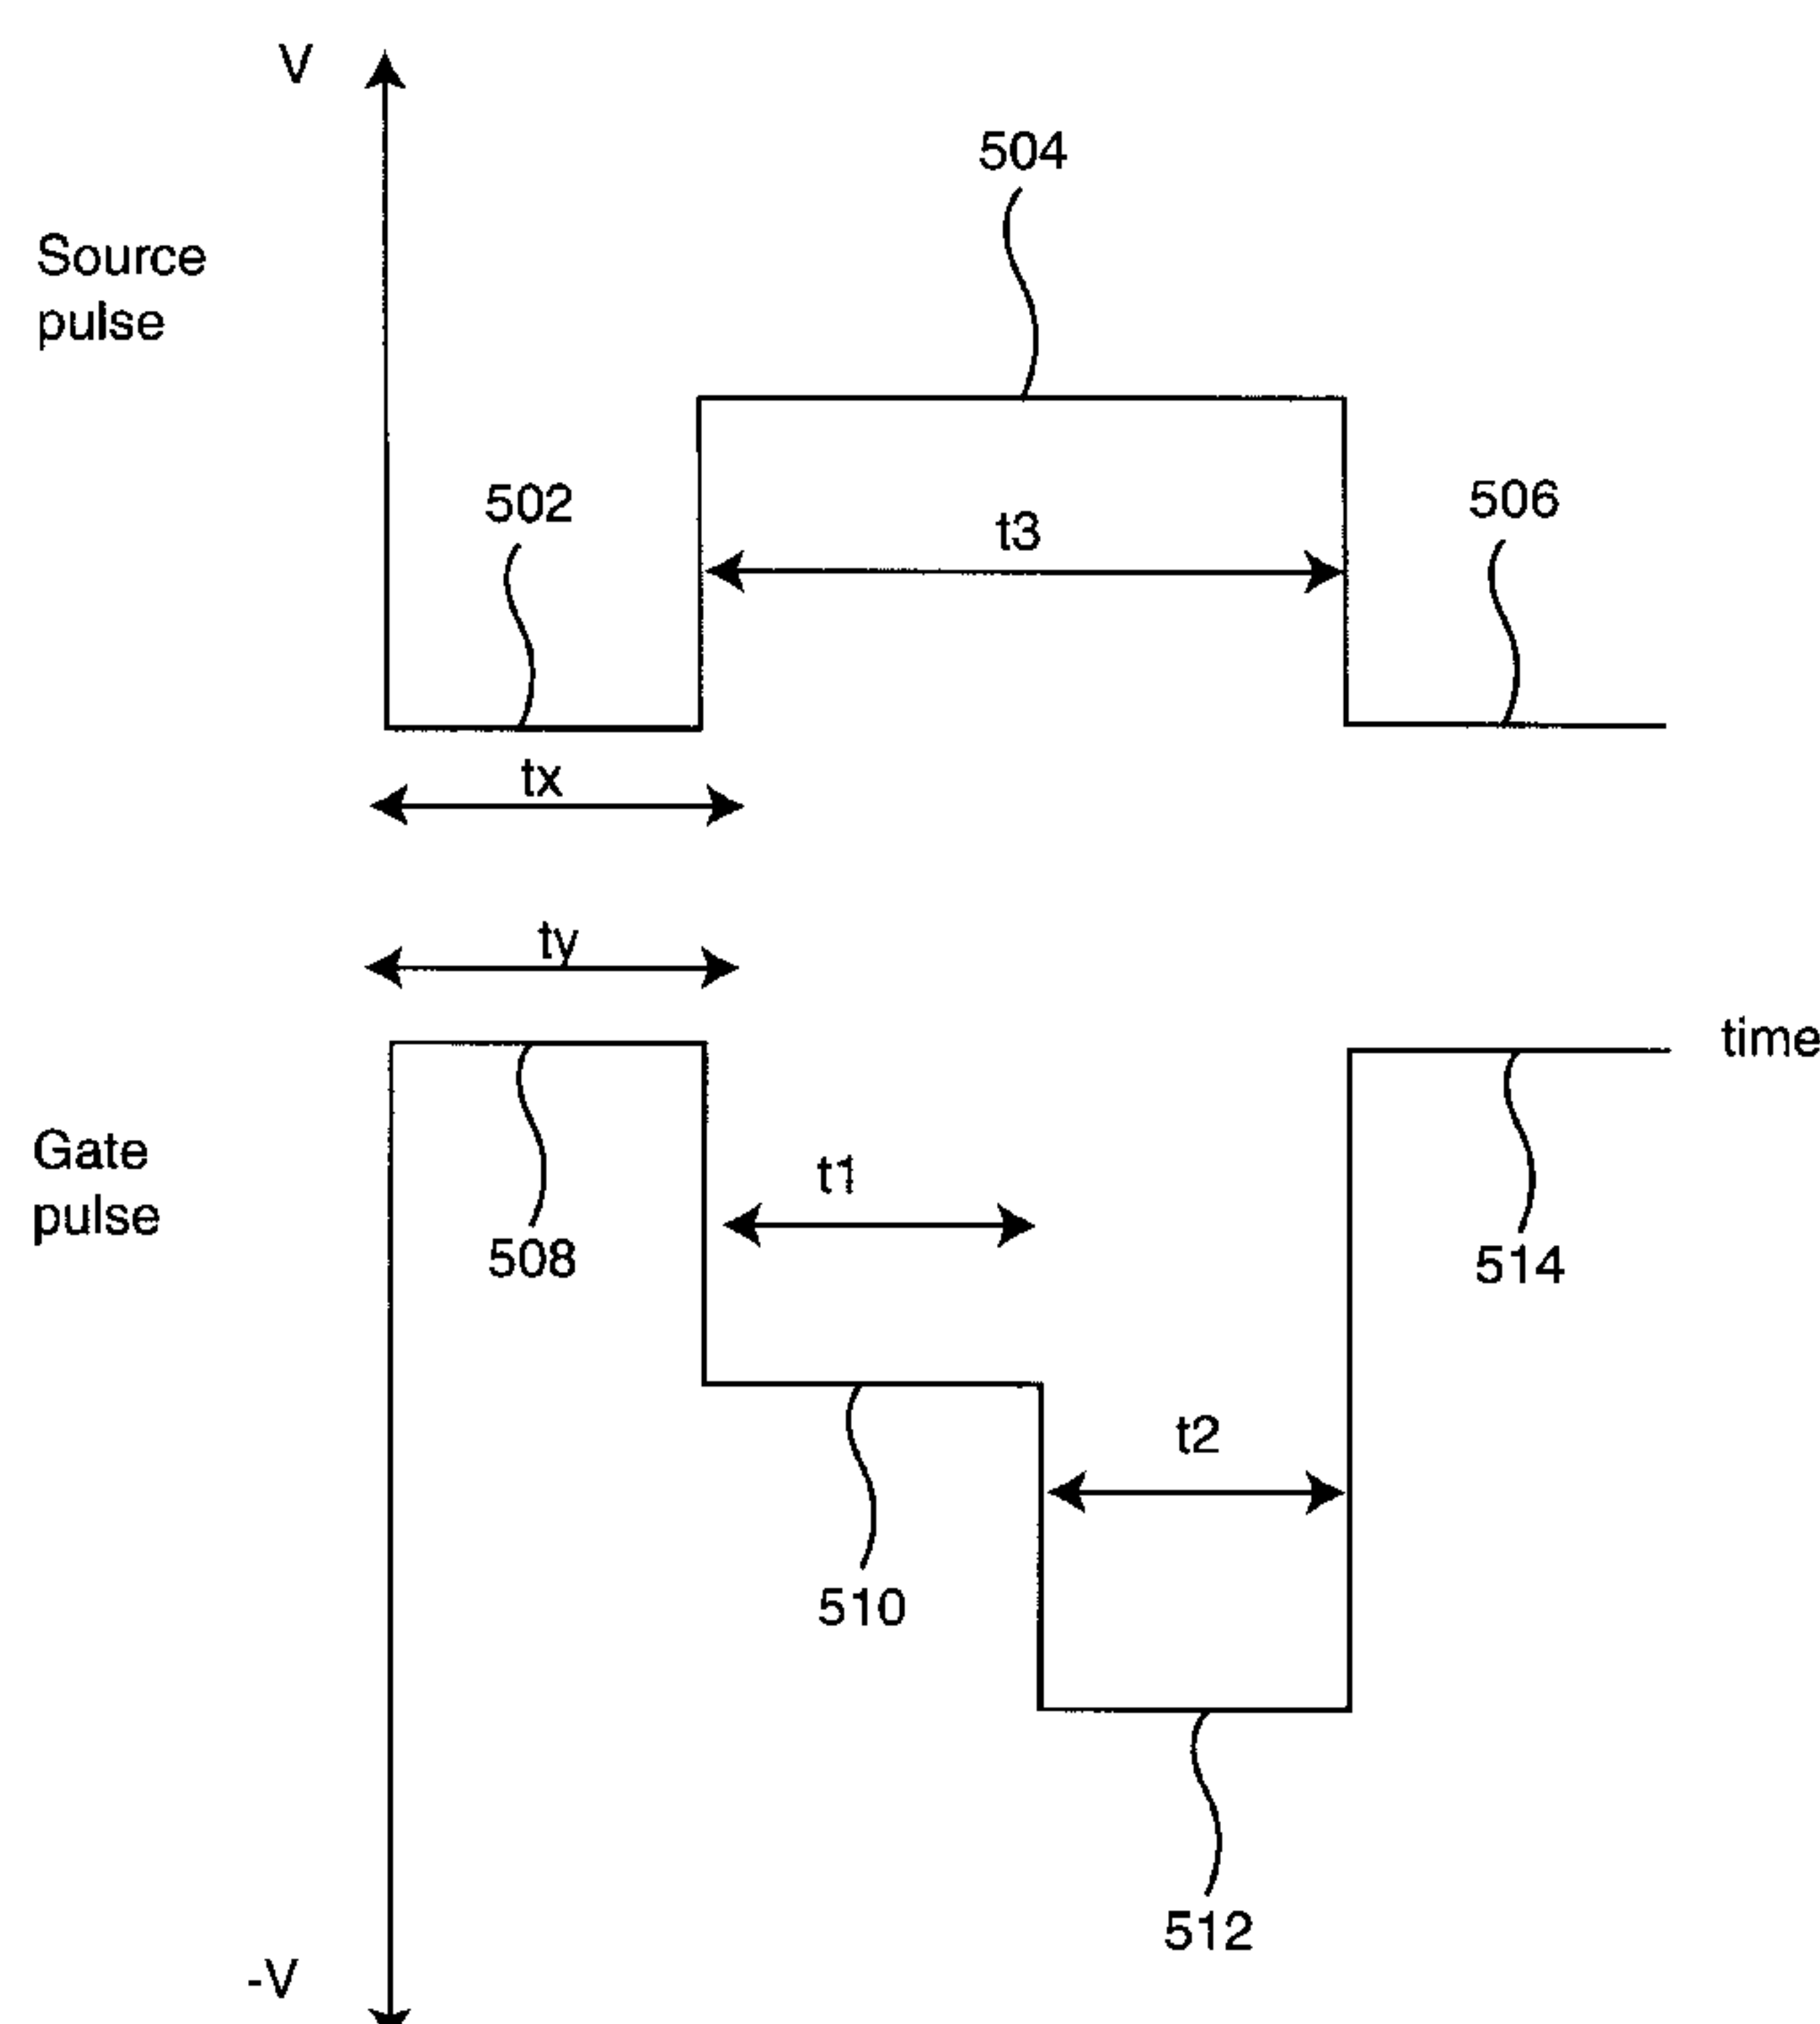 V
504
Source
pulse
502
506
t3
tx
ty
time
Gate
pulse
t1
508
514
t2
510
512
-V